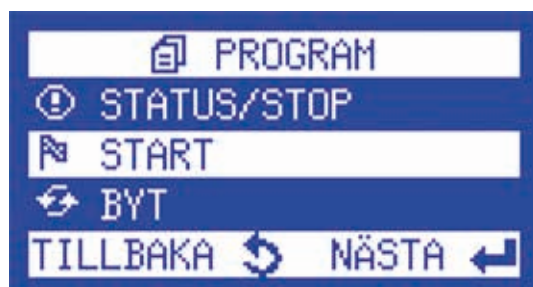 PROGRAM
STATUS/STOP
START
BYT
TILLBAKA NÄSTA